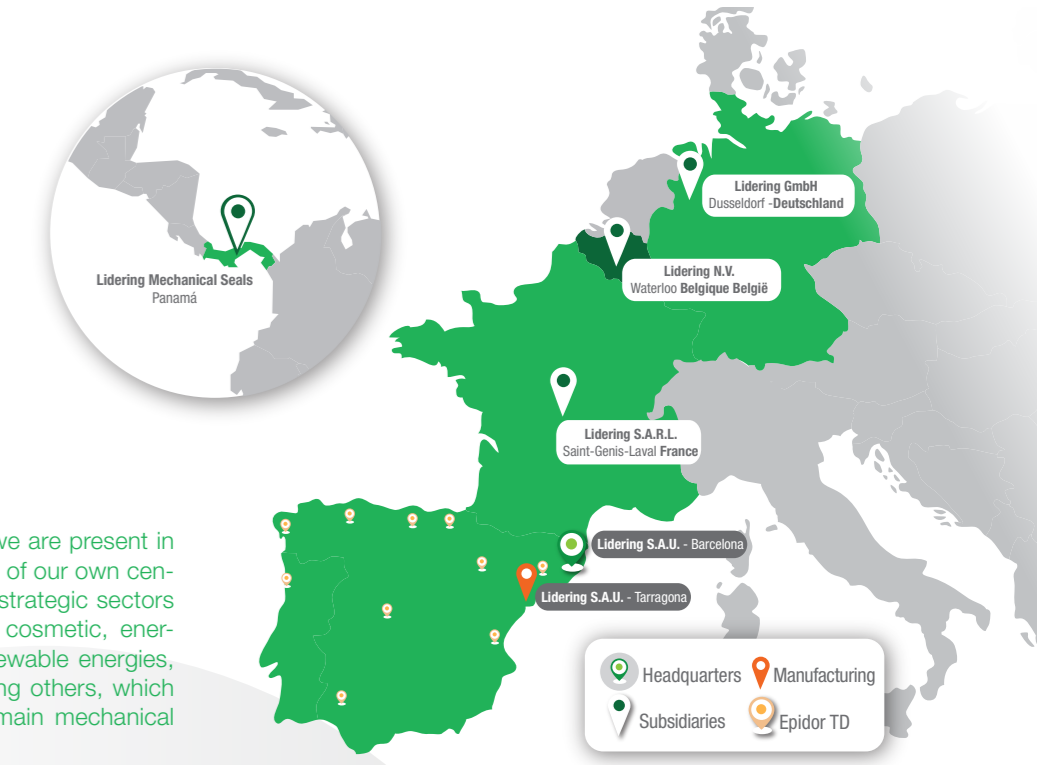 Lidering Mechanical Seals
Panamá
Lidering GmbH
Dusseldorf -Deutschland
Lidering N.V.
Waterloo Belgique België
Lidering S.A.R.L.
Saint-Genis-Laval France
we are present in
of our own cen-
strategic sectors
cosmetic, ener-
ewable energies,
ng others, which
main mechanical
Lidering S.A.U. - Barcelona
Lidering S.A.U. - Tarragona
Headquarters
Manufacturing
Subsidiaries
Epidor TD